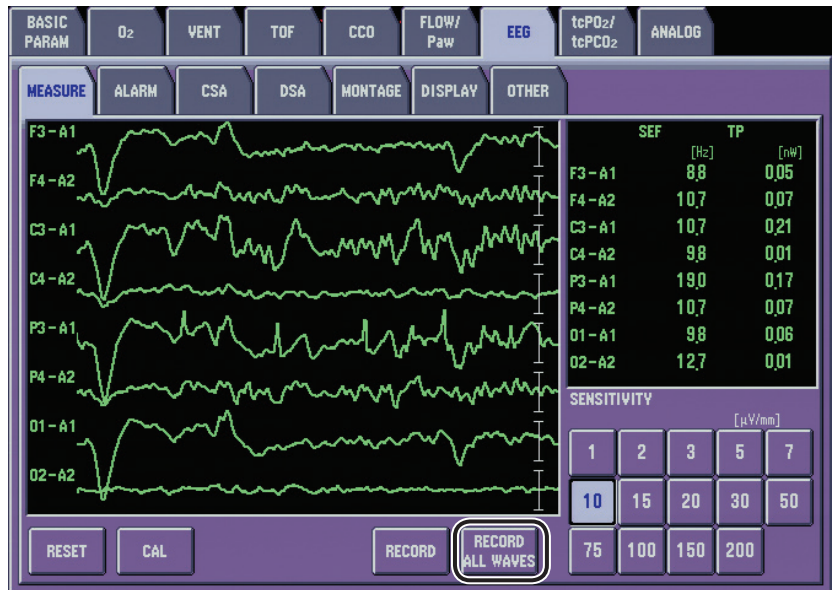 BASIC PARAM
O2
VENT
TOF
CCO
FLOW/ Paw
EEG
tcPO2/ tcPCO2
ANALOG
MEASURE
ALARM
CSA
DSA
MONTAGE
DISPLAY
OTHER
F3-A1
F4-A2
C3-A1
C4-A2
P3-A1
P4-A2
O1-A1
O2-A2
SEF TP
[Hz] [nW]
F3-A1 8.8 0.05
F4-A2 10.7 0.07
C3-A1 10.7 0.21
C4-A2 9.8 0.01
P3-A1 19.0 0.17
P4-A2 10.7 0.07
O1-A1 9.8 0.06
O2-A2 12.7 0.01
SENSITIVITY
[µV/mm]
1 2 3 5 7
10 15 20 30 50
75 100 150 200
RESET
CAL
RECORD
RECORD
ALL WAVES